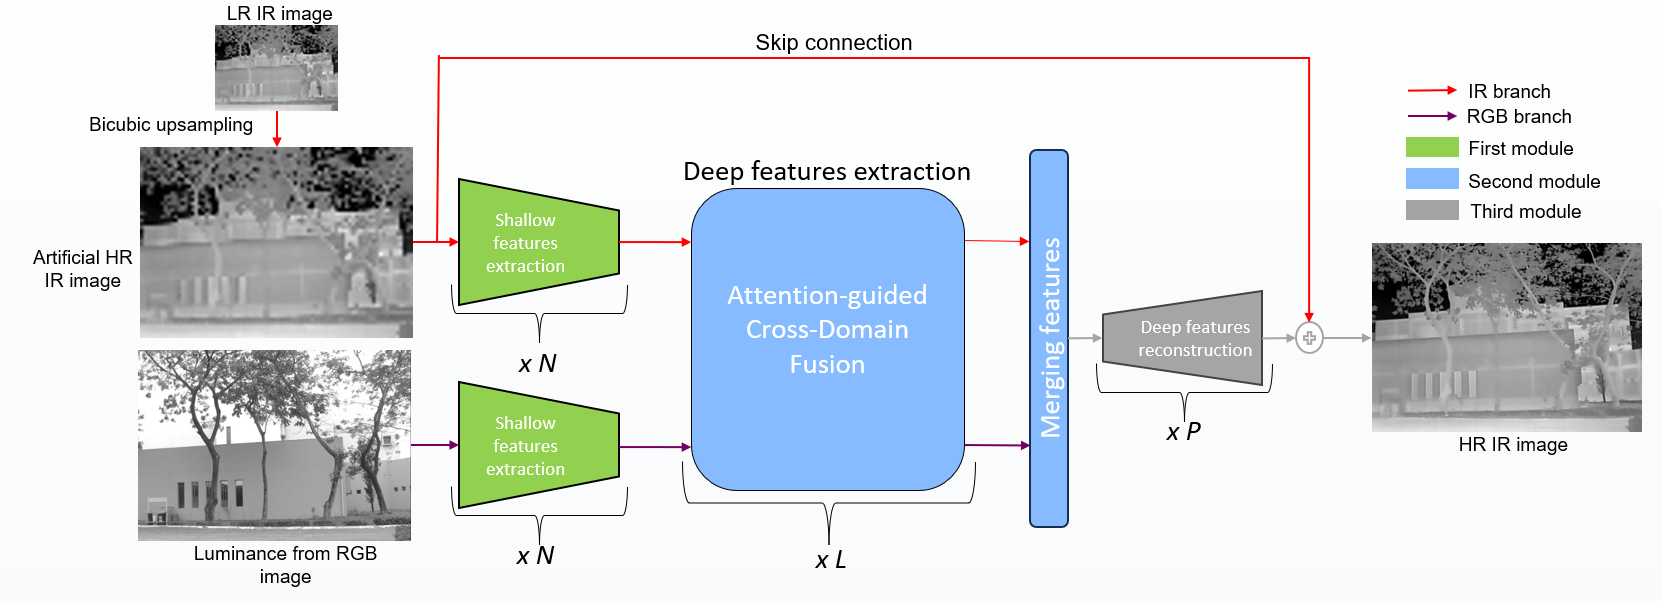 LR IR image
Skip connection
Bicubic upsampling
Artificial HR
IR image
Luminance from RGB
image
Shallow
features
extraction
x N
Shallow
features
extraction
x N
Deep features extraction
Attention-guided
Cross-Domain
Fusion
x L
Merging features
Deep features
reconstruction
x P
IR branch
RGB branch
First module
Second module
Third module
HR IR image